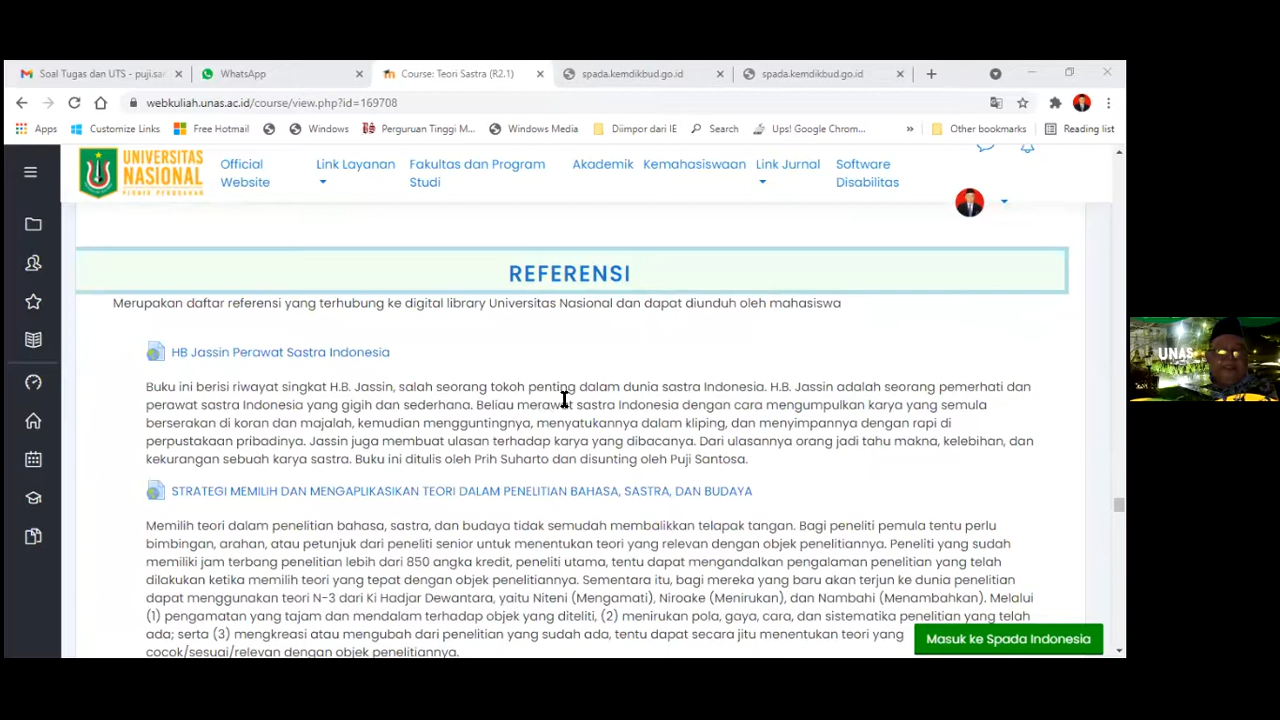 Soal Tugas dan UTS - puji.sar
WhatsApp
Course: Teori Sastra (R2.1)
spada.kemdikbud.go.id
spada.kemdikbud.go.id
webkuliah.unas.ac.id/course/view.php?id=169708
Apps
Customize Links
Free Hotmail
Windows
Perguruan Tinggi M...
Windows Media
Diimpor dari IE
Search
Ups! Google Chrom...
»
Other bookmarks
Reading list
UNIVERSITAS
NASIONAL
PIONIR PERUBAHAN
Official
Website
Link Layanan
Fakultas dan Program
Studi
Akademik
Kemahasiswaan
Link Jurnal
Software
Disabilitas
REFERENSI
Merupakan daftar referensi yang terhubung ke digital library Universitas Nasional dan dapat diunduh oleh mahasiswa
HB Jassin Perawat Sastra Indonesia
Buku ini berisi riwayat singkat H.B. Jassin, salah seorang tokoh penting dalam dunia sastra Indonesia. H.B. Jassin adalah seorang pemerhati dan
perawat sastra Indonesia yang gigih dan sederhana. Beliau merawat sastra Indonesia dengan cara mengumpulkan karya yang semula
berserakan di koran dan majalah, kemudian mengguntingnya, menyatukannya dalam kliping, dan menyimpannya dengan rapi di
perpustakaan pribadinya. Jassin juga membuat ulasan terhadap karya yang dibacanya. Dari ulasannya orang jadi tahu makna, kelebihan, dan
kekurangan sebuah karya sastra. Buku ini ditulis oleh Prih Suharto dan disunting oleh Puji Santosa.
STRATEGI MEMILIH DAN MENGAPLIKASIKAN TEORI DALAM PENELITIAN BAHASA, SASTRA, DAN BUDAYA
Memilih teori dalam penelitian bahasa, sastra, dan budaya tidak semudah membalikkan telapak tangan. Bagi peneliti pemula tentu perlu
bimbingan, arahan, atau petunjuk dari peneliti senior untuk menentukan teori yang relevan dengan objek penelitiannya. Peneliti yang sudah
memiliki jam terbang penelitian lebih dari 850 angka kredit, peneliti utama, tentu dapat mengandalkan pengalaman penelitian yang telah
dilakukan ketika memilih teori yang tepat dengan objek penelitiannya. Sementara itu, bagi mereka yang baru akan terjun ke dunia penelitian
dapat menggunakan teori N-3 dari Ki Hadjar Dewantara, yaitu Niteni (Mengamati), Niroake (Menirukan), dan Nambahi (Menambahkan). Melalui
(1) pengamatan yang tajam dan mendalam terhadap objek yang diteliti, (2) menirukan pola, gaya, cara, dan sistematika penelitian yang telah
ada; serta (3) mengkreasi atau mengubah dari penelitian yang sudah ada, tentu dapat secara jitu menentukan teori yang
cocok/sesuai/relevan dengan objek penelitiannya.
Masuk ke Spada Indonesia
UNAS